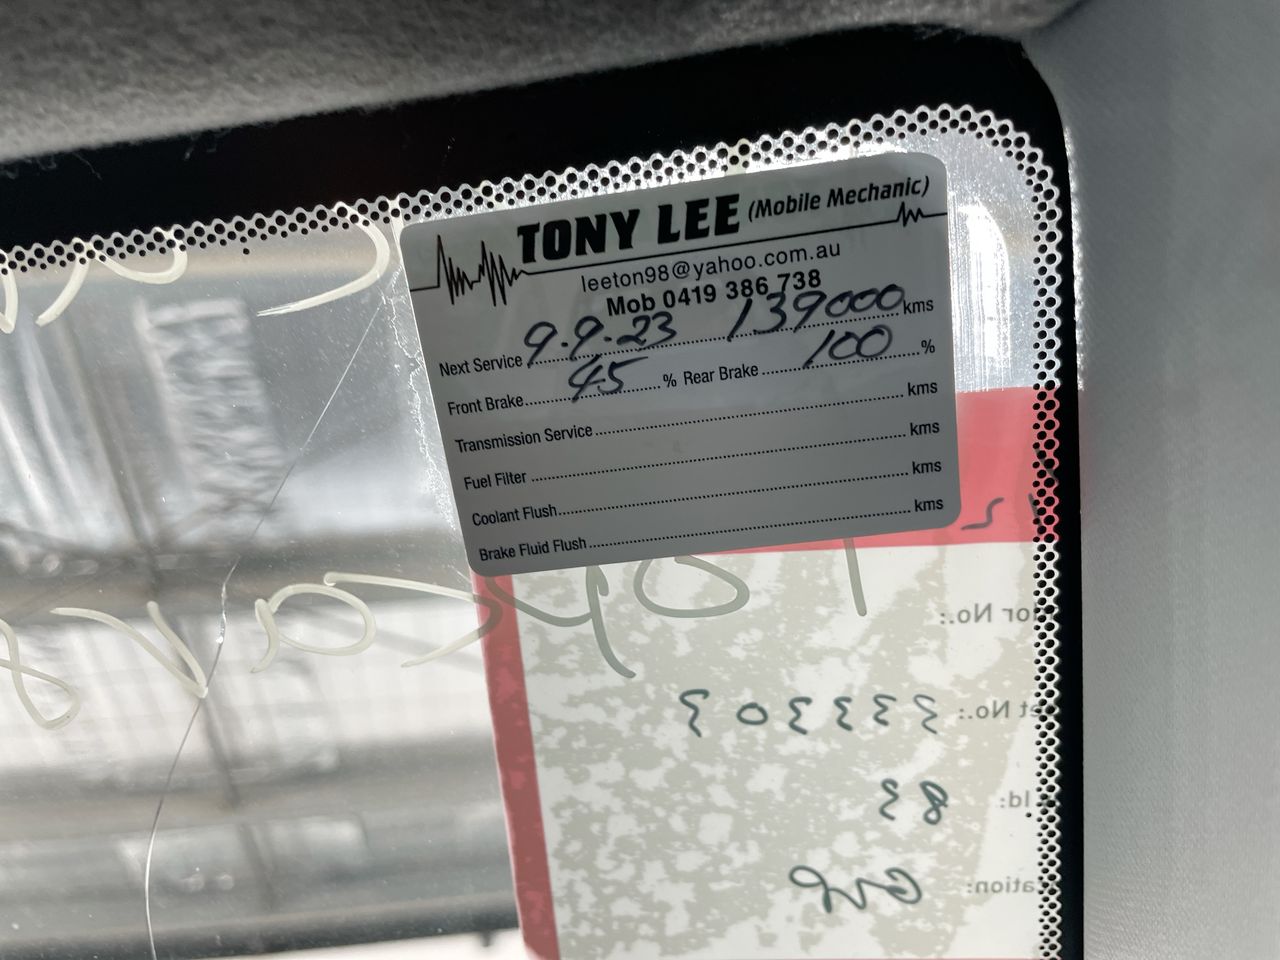 TONY LEE (Mobile Mechanic)
leeton98@yahoo.com.au
Mob 0419 386 738
Next Service 9.9.23 139000 kms
Front Brake 45 % Rear Brake 100 %
Transmission Service kms
Fuel Filter kms
Coolant Flush kms
Brake Fluid Flush kms
or No.:
et No.: 333303
Id: 83
ation: